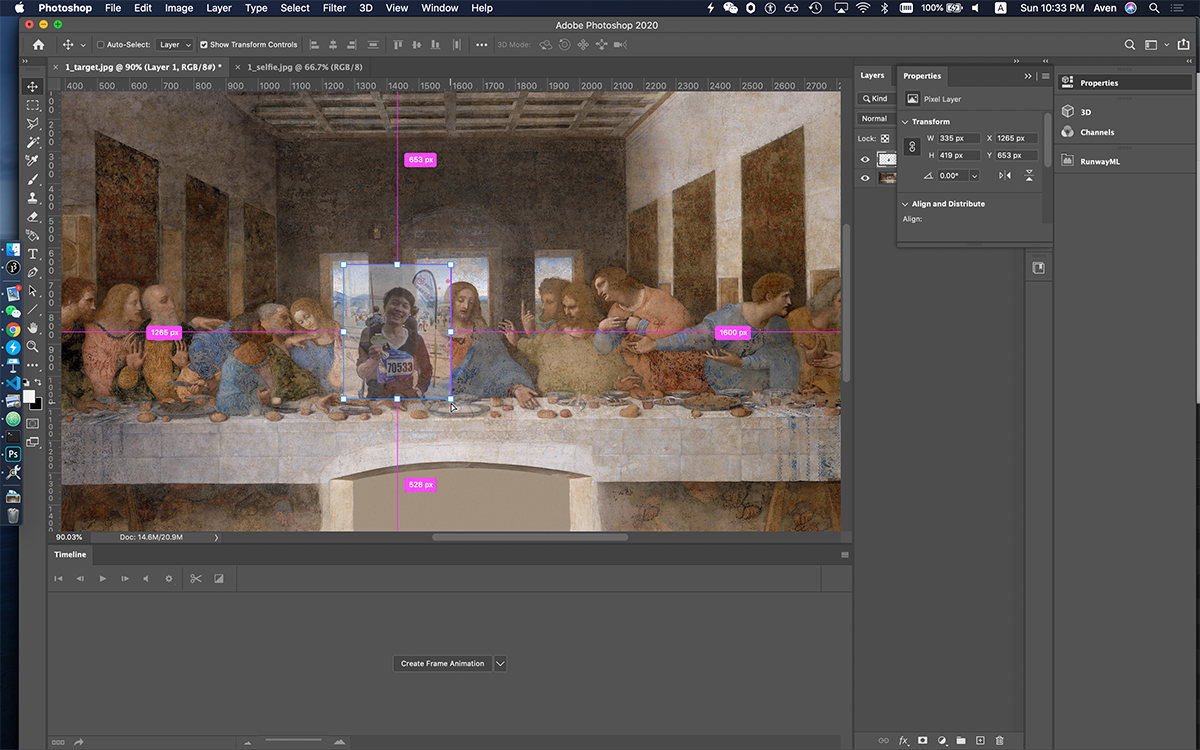 Photoshop File Edit Image Layer Type Select Filter 3D View Window Help 100% A Sun 10:33 PM Aven
Adobe Photoshop 2020
Auto-Select: Layer Show Transform Controls 3D Mode:
1_target.jpg @ 90% (Layer 1, RGB/8#) * 1_selfie.jpg @ 66.7% (RGB/8)
400 500 600 700 800 900 1000 1100 1200 1300 1400 1500 1600 1700 1800 1900 2000 2100 2200 2300 2400 2500 2600 2700
653 px
1265 px
1600 px
70533
528 px
90.03% Doc: 14.6M/20.9M
Timeline
Create Frame Animation
Layers
Kind
Normal
Lock:
Properties
Pixel Layer
Transform
W 335 px X 1265 px
H 419 px Y 653 px
0.00°
Align and Distribute
Align:
Properties
3D
Channels
RunwayML
Ps
fx